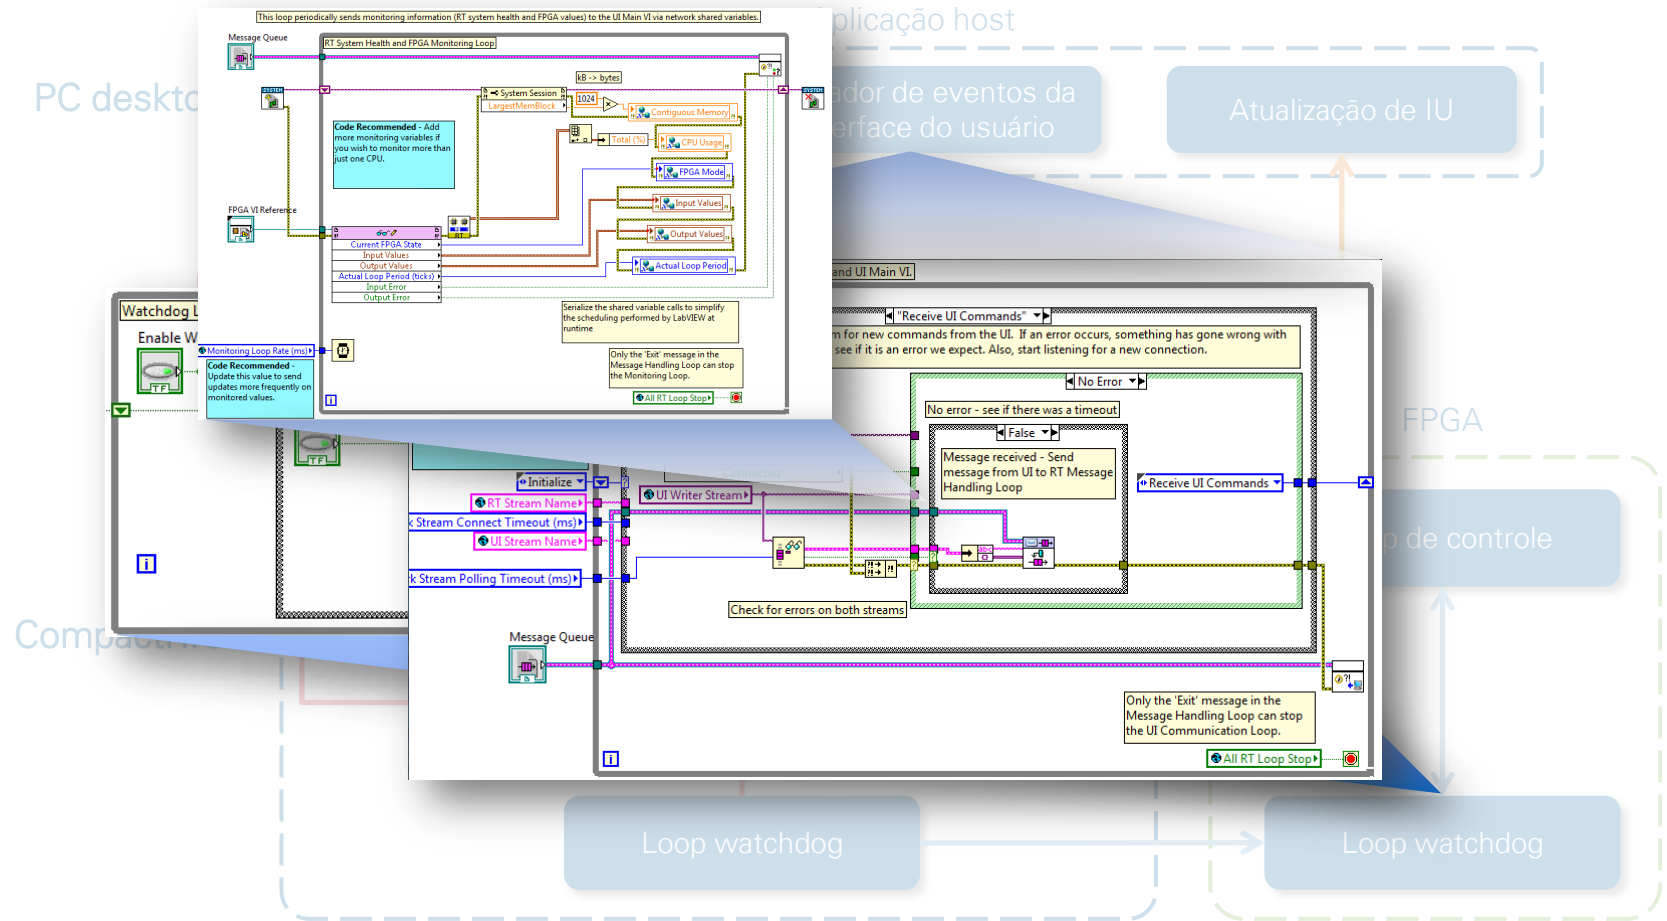 This loop periodically sends monitoring information (RT system health and FPGA values) to the UI Main VI via network shared variables.
Message Queue
RT System Health and FPGA Monitoring Loop
kB -> bytes
System Session
LargestMemBlock
1024
Contiguous Memory
Code Recommended - Add
more monitoring variables if
you wish to monitor more than
just one CPU.
Total (%)
CPU Usage
FPGA Mode
Input Values
Output Values
Actual Loop Period
FPGA VI Reference
RT
Current FPGA State
Input Values
Output Values
Actual Loop Period (ticks)
Input Error
Output Error
Serialize the shared variable calls to simplify
the scheduling performed by LabVIEW at
runtime
Monitoring Loop Rate (ms)
Code Recommended -
Update this value to send
updates more frequently on
monitored values.
Only the 'Exit' message in the
Message Handling Loop can stop
the Monitoring Loop.
All RT Loop Stop
i
host
PC
de eventos da
do usuário
Atualização de IU
Watchdog
Enable
TF
TF
i
and UI Main VI.
"Receive UI Commands"
for new commands from the UI.  If an error occurs, something has gone wrong with
see if it is an error we expect. Also, start listening for a new connection.
No Error
No error - see if there was a timeout
False
Message received - Send
message from UI to RT Message
Handling Loop
Receive UI Commands
Connected
Initialize
UI Writer Stream
RT Stream Name
Stream Connect Timeout (ms)
UI Stream Name
Stream Polling Timeout (ms)
abc
Check for errors on both streams
Message Queue
Only the 'Exit' message in the
Message Handling Loop can stop
the UI Communication Loop.
All RT Loop Stop
i
FPGA
de controle
Loop watchdog
Loop watchdog